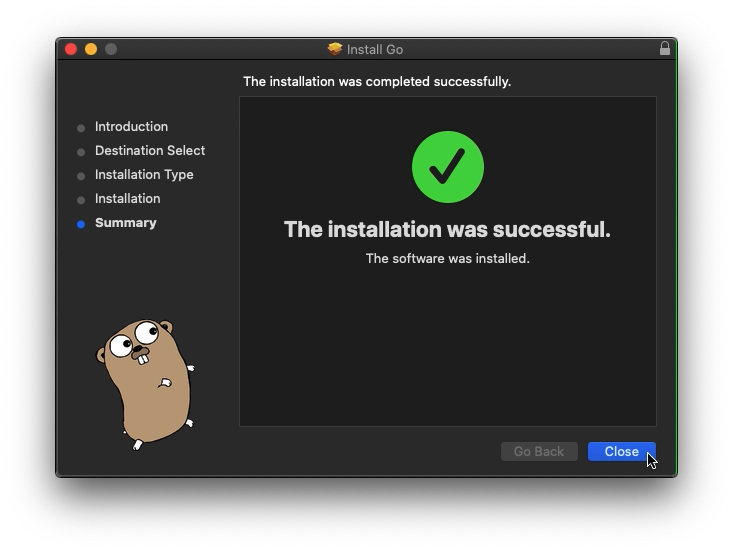 Install Go
The installation was completed successfully.
Introduction
Destination Select
Installation Type
Installation
Summary
The installation was successful.
The software was installed.
Go Back
Close